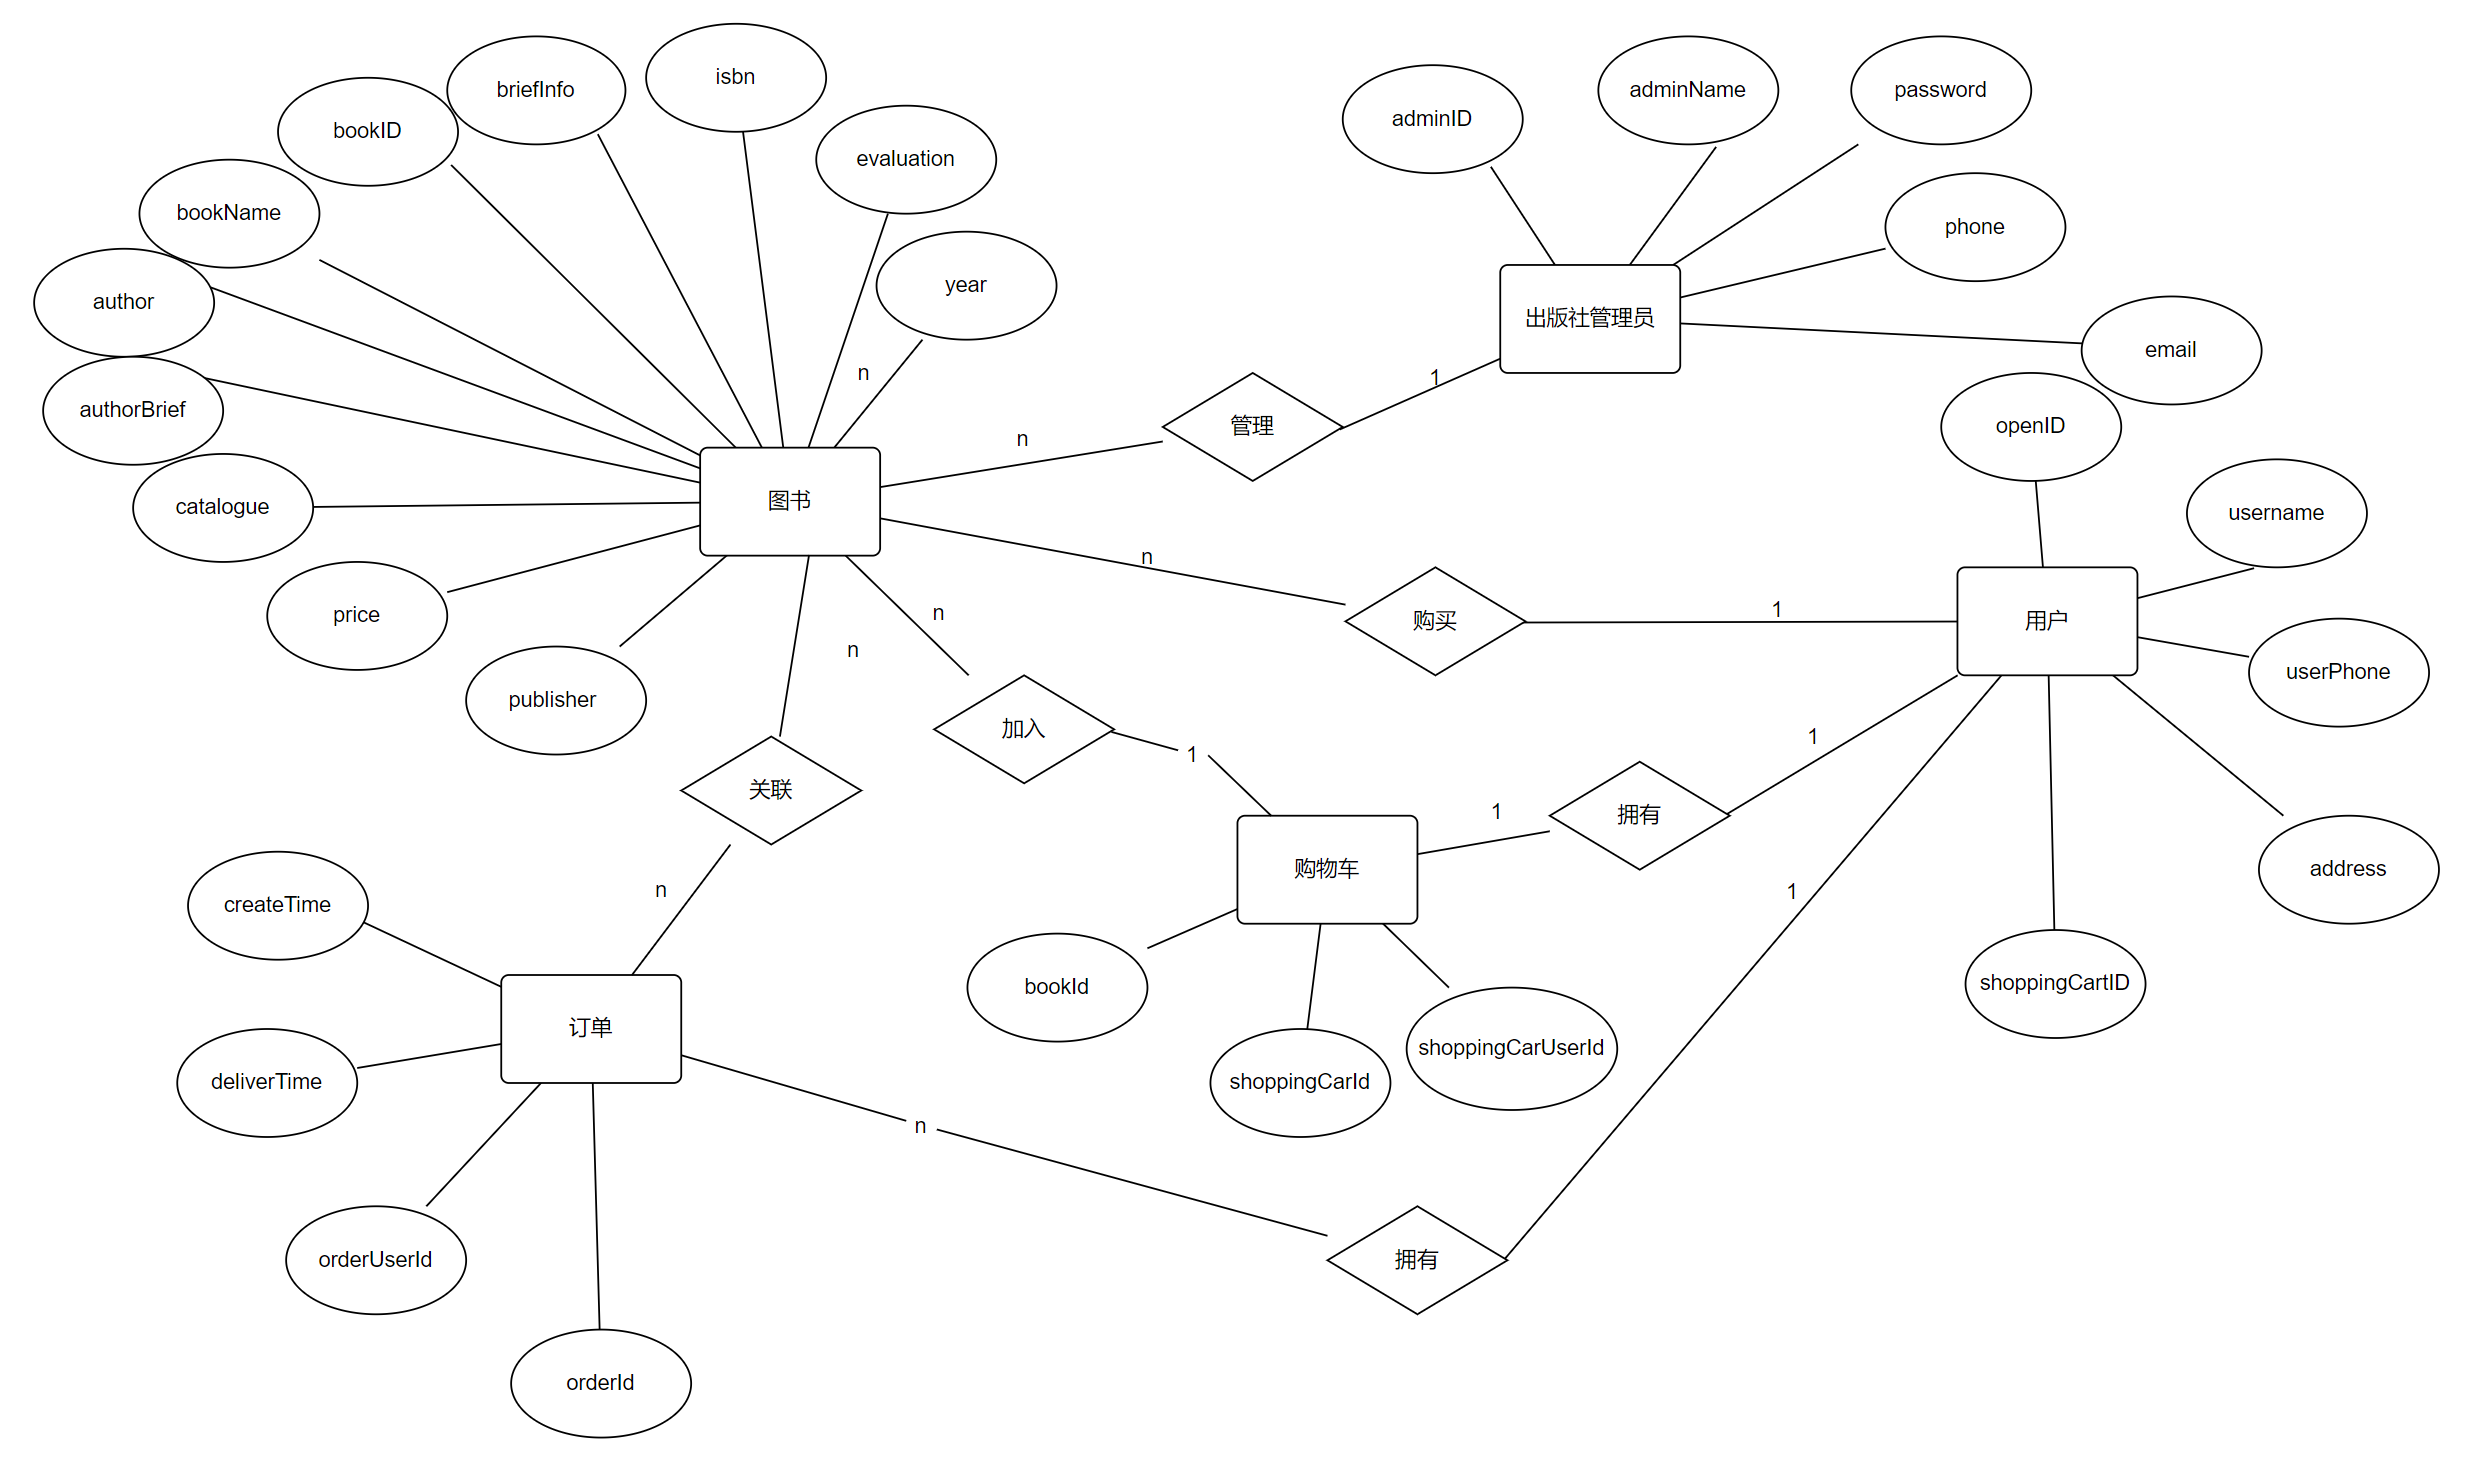 isbn
briefInfo
adminName
password
adminID
bookID
evaluation
bookName
phone
year
author
出版社管理员
email
n
1
authorBrief
管理
openID
n
图书
catalogue
username
n
1
n
price
购买
用户
n
userPhone
publisher
加入
1
1
关联
1
拥有
购物车
address
n
1
createTime
shoppingCartID
bookId
订单
shoppingCarUserId
deliverTime
shoppingCarId
n
orderUserId
拥有
orderId